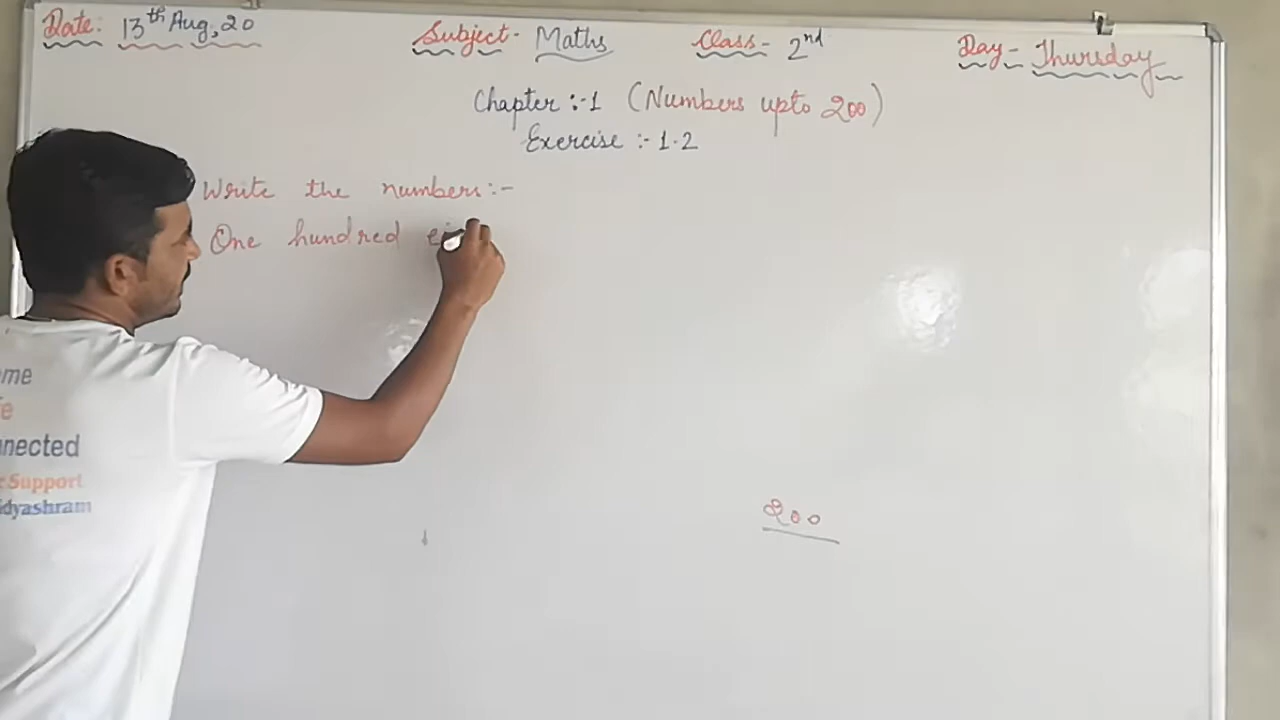 Date: 13th Aug, 20 Subject- Maths Class- 2nd Day- Thursday
Chapter :-1 (Numbers upto 200)
Exercise :- 1.2
Write the numbers:-
One hundred
200
me
nnected
Support
idyashram